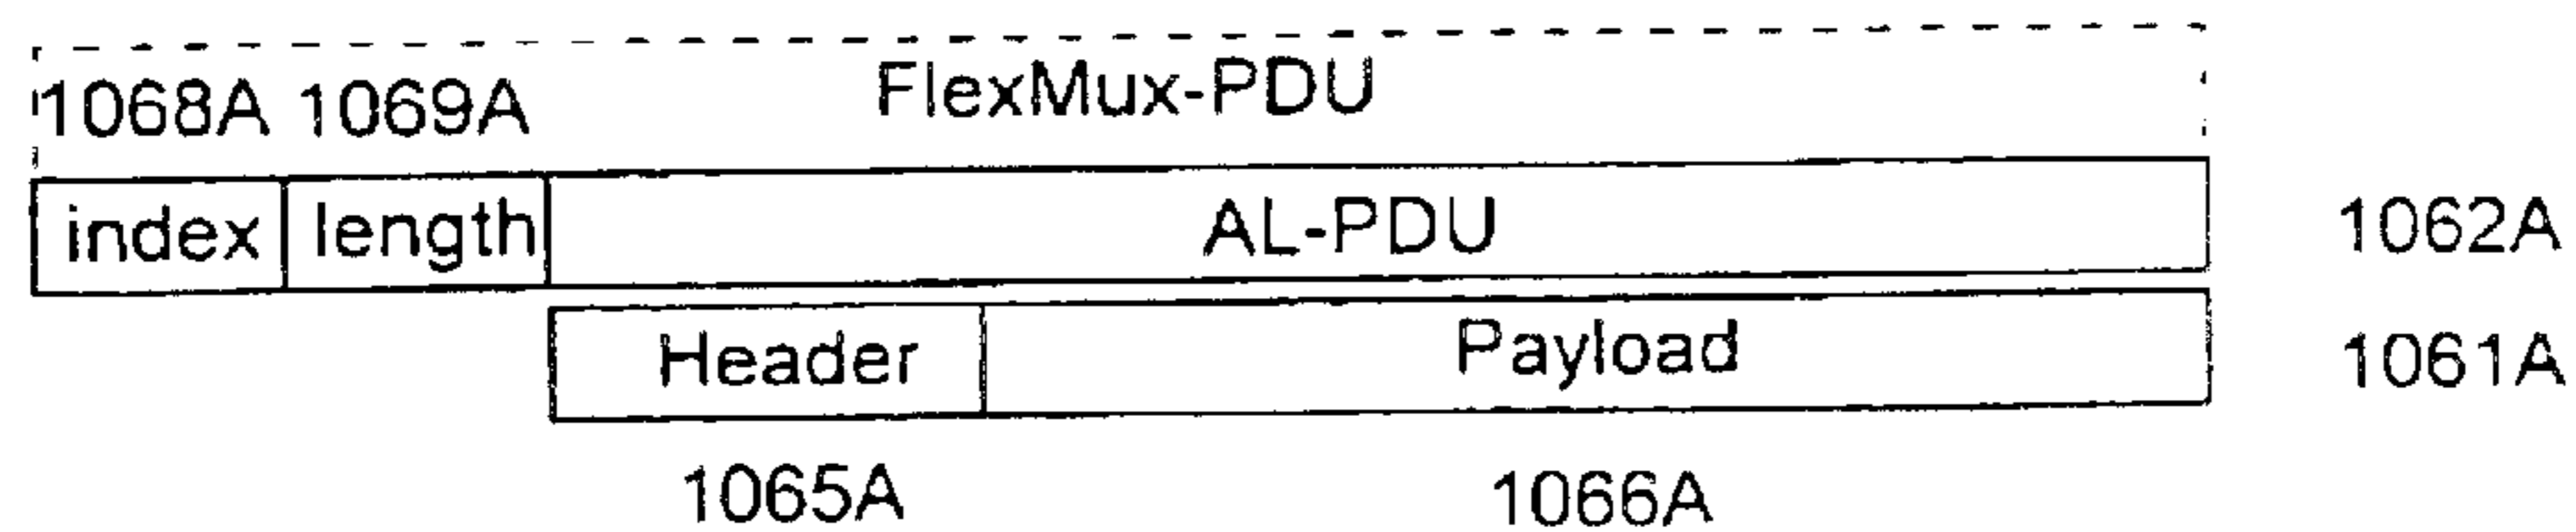 FlexMux-PDU
1068A 1069A
index length AL-PDU 1062A
Header Payload 1061A
1065A 1066A